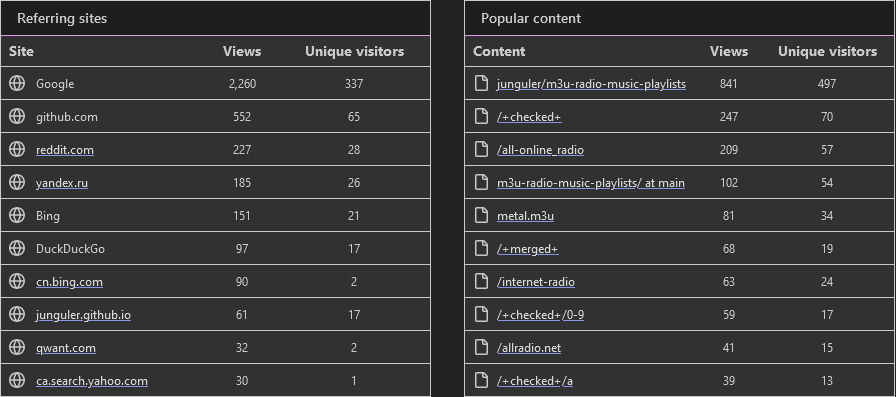 Referring sites
Site Views Unique visitors
Google 2,260 337
github.com 552 65
reddit.com 227 28
yandex.ru 185 26
Bing 151 21
DuckDuckGo 97 17
cn.bing.com 90 2
junguler.github.io 61 17
qwant.com 32 2
ca.search.yahoo.com 30 1
Popular content
Content Views Unique visitors
junguler/m3u-radio-music-playlists 841 497
/+checked+ 247 70
/all-online_radio 209 57
m3u-radio-music-playlists/ at main 102 54
metal.m3u 81 34
/+merged+ 68 19
/internet-radio 63 24
/+checked+/0-9 59 17
/allradio.net 41 15
/+checked+/a 39 13